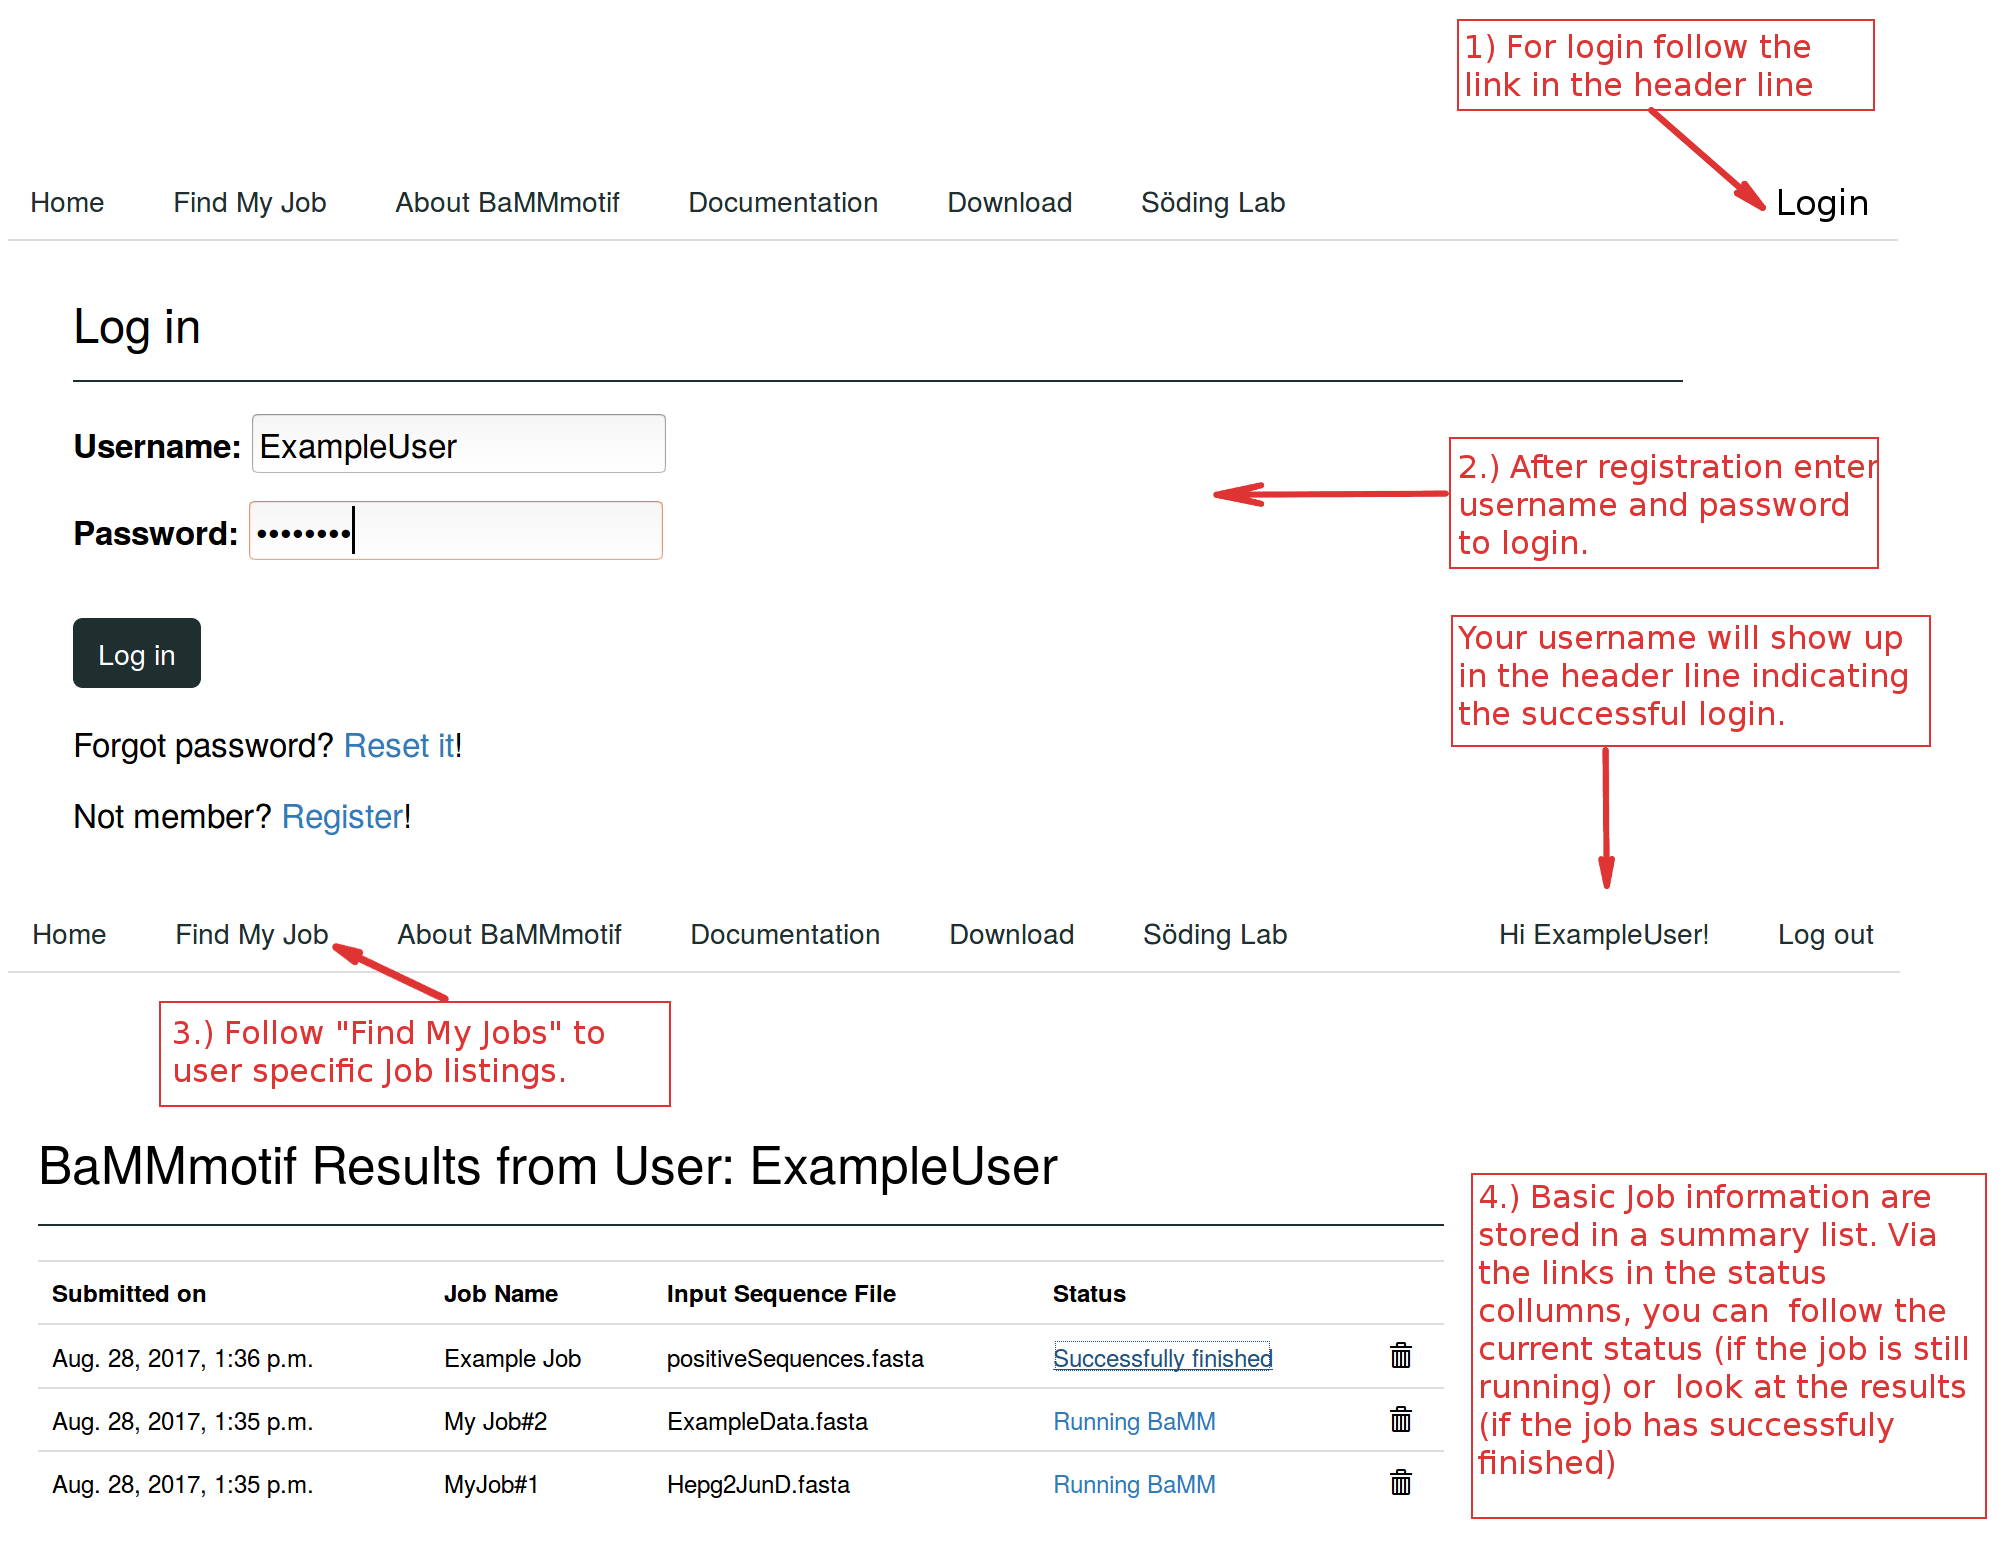 1) For login follow the
link in the header line
Home Find My Job About BaMMmotif Documentation Download Söding Lab Login
Log in
Username: ExampleUser
2.) After registration enter
username and password
to login.
Password: ••••••••
Log in
Your username will show up
in the header line indicating
the successful login.
Forgot password? Reset it!
Not member? Register!
Home Find My Job About BaMMmotif Documentation Download Söding Lab Hi ExampleUser! Log out
3.) Follow "Find My Jobs" to
user specific Job listings.
BaMMmotif Results from User: ExampleUser
Submitted on Job Name Input Sequence File Status
Aug. 28, 2017, 1:36 p.m. Example Job positiveSequences.fasta Successfully finished
Aug. 28, 2017, 1:35 p.m. My Job#2 ExampleData.fasta Running BaMM
Aug. 28, 2017, 1:35 p.m. MyJob#1 Hepg2JunD.fasta Running BaMM
4.) Basic Job information are
stored in a summary list. Via
the links in the status
collumns, you can  follow the
current status (if the job is still
running) or  look at the results
(if the job has successfuly
finished)